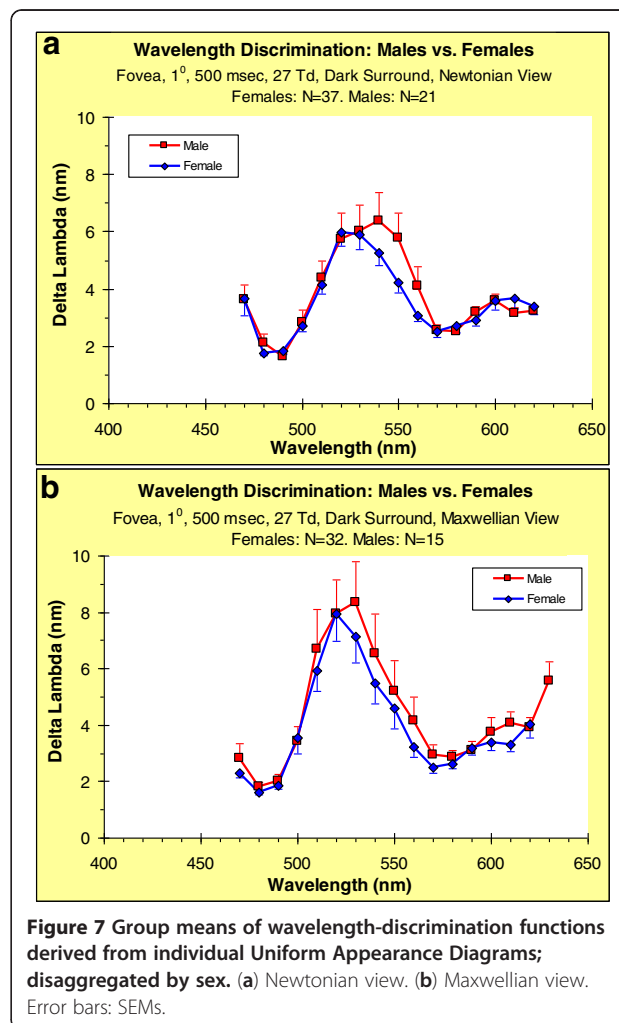 a
Wavelength Discrimination: Males vs. Females
Fovea, 1⁰, 500 msec, 27 Td, Dark Surround, Newtonian View
Females: N=37. Males: N=21
Delta Lambda (nm)
10
8
6
4
2
0
Male
Female
400 450 500 550 600 650
Wavelength (nm)
b
Wavelength Discrimination: Males vs. Females
Fovea, 1⁰, 500 msec, 27 Td, Dark Surround, Maxwellian View
Females: N=32. Males: N=15
Delta Lambda (nm)
10
8
6
4
2
0
Male
Female
400 450 500 550 600 650
Wavelength (nm)
Figure 7 Group means of wavelength-discrimination functions
derived from individual Uniform Appearance Diagrams;
disaggregated by sex. (a) Newtonian view. (b) Maxwellian view.
Error bars: SEMs.